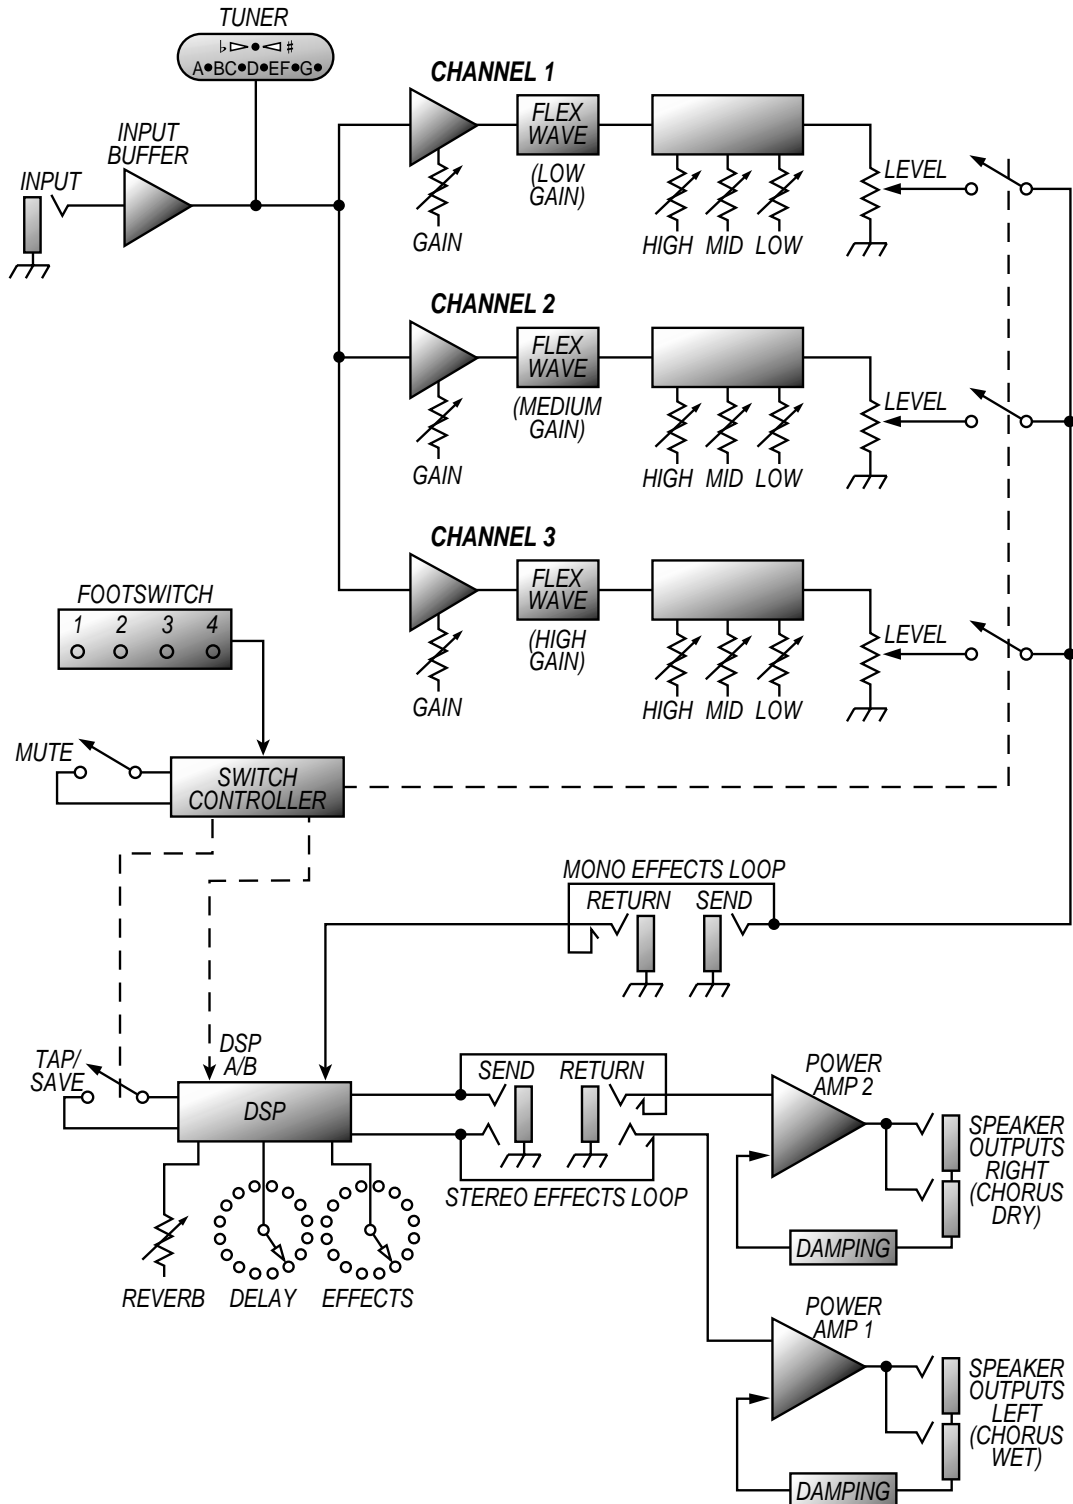 TUNER
♭ ▷•◁ ♯
A•BC•D•EF•G•
INPUT
BUFFER
INPUT
CHANNEL 1
FLEX
WAVE
(LOW
GAIN)
GAIN
HIGH MID LOW
LEVEL
CHANNEL 2
FLEX
WAVE
(MEDIUM
GAIN)
GAIN
HIGH MID LOW
LEVEL
CHANNEL 3
FLEX
WAVE
(HIGH
GAIN)
GAIN
HIGH MID LOW
LEVEL
FOOTSWITCH
1 2 3 4
MUTE
SWITCH
CONTROLLER
MONO EFFECTS LOOP
RETURN SEND
TAP/
SAVE
DSP
A/B
DSP
SEND RETURN
STEREO EFFECTS LOOP
REVERB DELAY EFFECTS
POWER
AMP 2
SPEAKER
OUTPUTS
RIGHT
(CHORUS
DRY)
DAMPING
POWER
AMP 1
SPEAKER
OUTPUTS
LEFT
(CHORUS
WET)
DAMPING